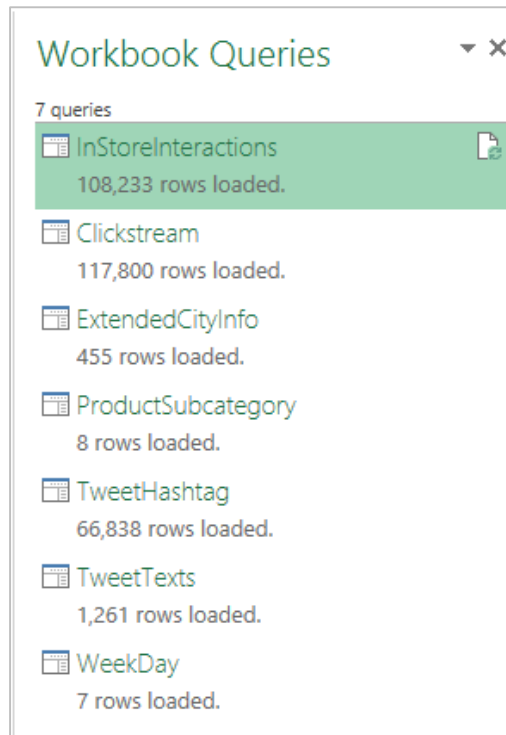 Workbook Queries
7 queries
InStoreInteractions
108,233 rows loaded.
Clickstream
117,800 rows loaded.
ExtendedCityInfo
455 rows loaded.
ProductSubcategory
8 rows loaded.
TweetHashtag
66,838 rows loaded.
TweetTexts
1,261 rows loaded.
WeekDay
7 rows loaded.